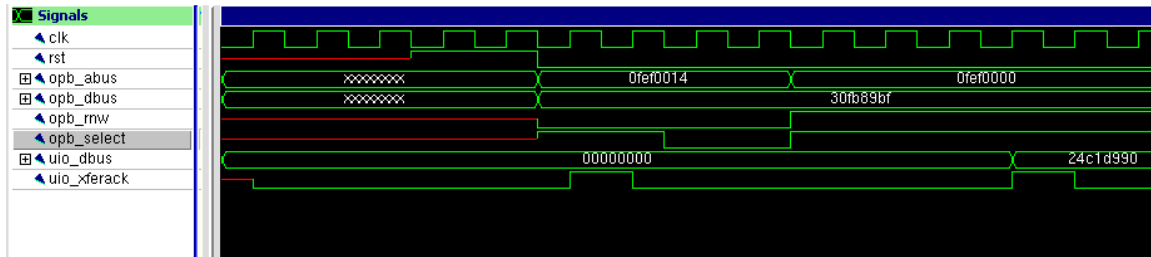 Signals
clk
rst
opb_abus xxxxxxxx 0fef0014 0fef0000
opb_dbus xxxxxxxx 30fb89bf
opb_rnw
opb_select
uio_dbus 00000000 24c1d990
uio_xferack